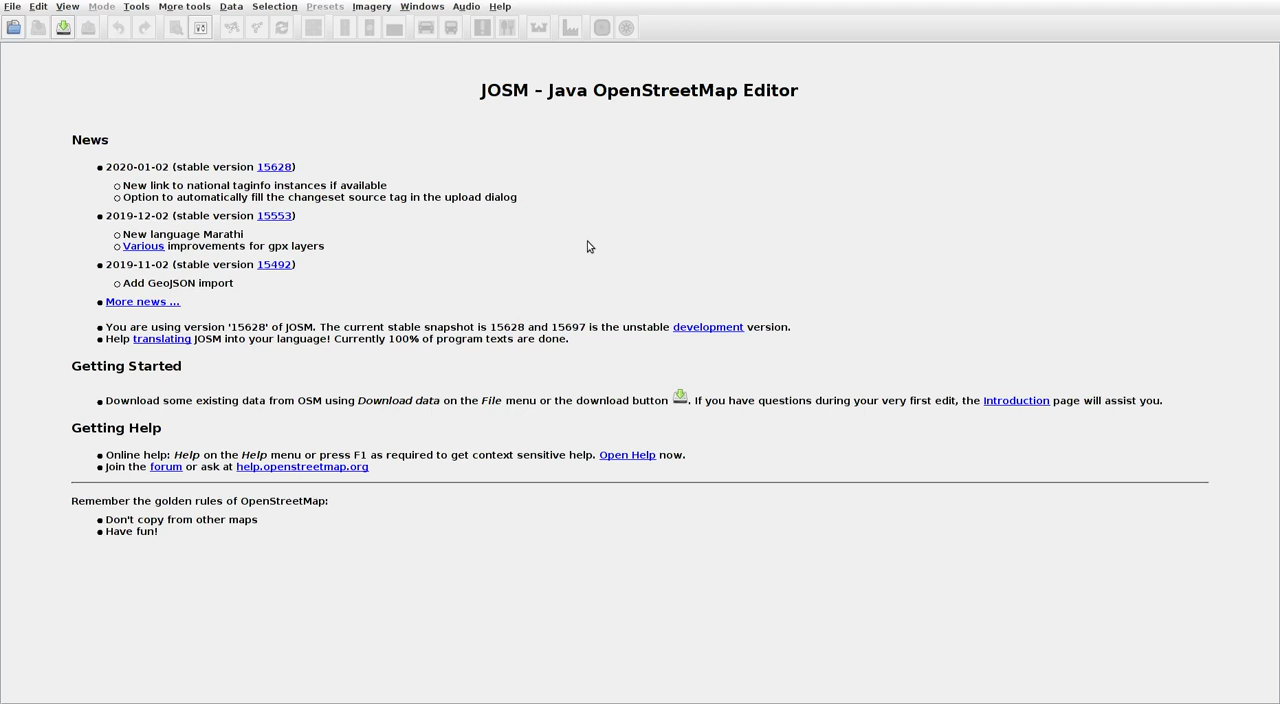 File Edit View Mode Tools More tools Data Selection Presets Imagery Windows Audio Help
JOSM – Java OpenStreetMap Editor
News
2020-01-02 (stable version 15628)
New link to national taginfo instances if available
Option to automatically fill the changeset source tag in the upload dialog
2019-12-02 (stable version 15553)
New language Marathi
Various improvements for gpx layers
2019-11-02 (stable version 15492)
Add GeoJSON import
More news ...
You are using version '15628' of JOSM. The current stable snapshot is 15628 and 15697 is the unstable development version.
Help translating JOSM into your language! Currently 100% of program texts are done.
Getting Started
Download some existing data from OSM using Download data on the File menu or the download button . If you have questions during your very first edit, the Introduction page will assist you.
Getting Help
Online help: Help on the Help menu or press F1 as required to get context sensitive help. Open Help now.
Join the forum or ask at help.openstreetmap.org
Remember the golden rules of OpenStreetMap:
Don't copy from other maps
Have fun!